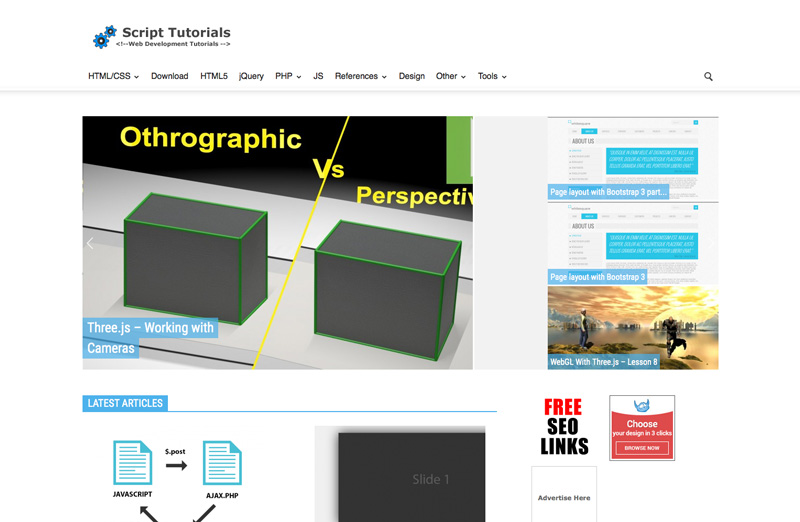 Script Tutorials
<!--Web Development Tutorials -->
HTML/CSS Download HTML5 jQuery PHP JS References Design Other Tools
Othrographic
Vs
Perspectiv
Three.js – Working with
Cameras
ABOUT US
Page layout with Bootstrap 3 part...
ABOUT US
Page layout with Bootstrap 3
WebGL With Three.js – Lesson 8
LATEST ARTICLES
$.post
JAVASCRIPT
AJAX.PHP
Slide 1
FREE
SEO
LINKS
Choose
your design in 3 clicks
BROWSE NOW
Advertise Here